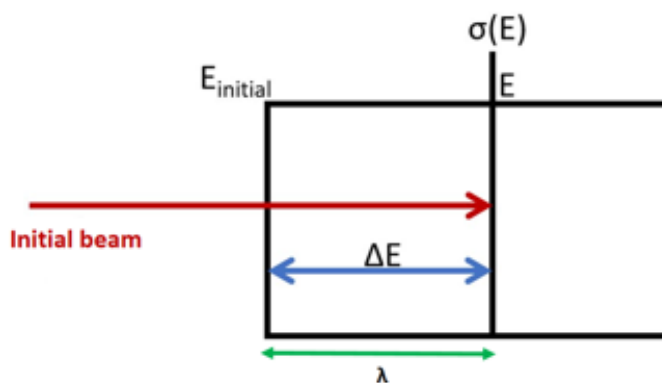 σ(E)
E_initial
E
Initial beam
ΔE
λ